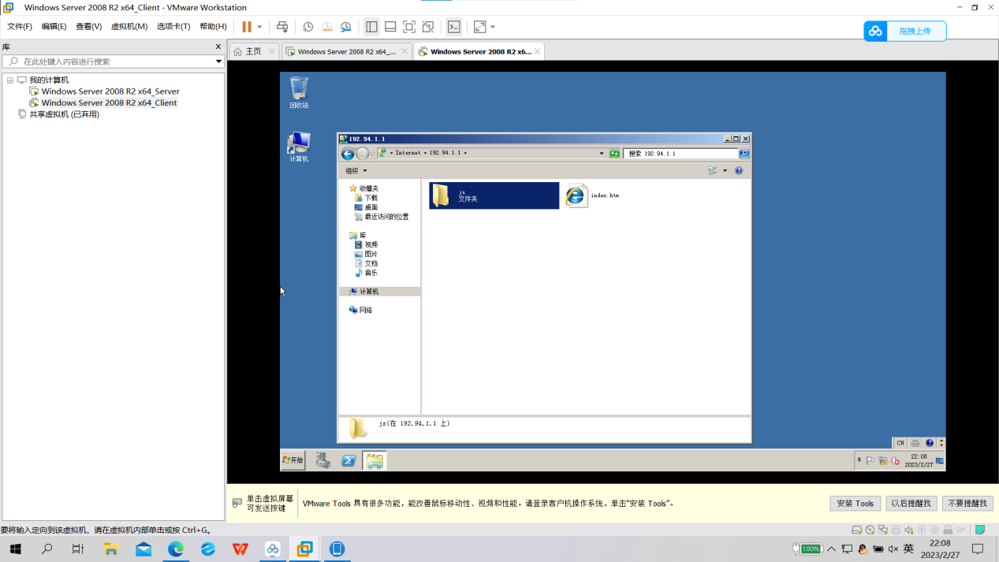 Windows Server 2008 R2 x64_Client - VMware Workstation
文件(F) 编辑(E) 查看(V) 虚拟机(M) 选项卡(T) 帮助(H)
拖拽上传
库
在此处键入内容进行搜索
我的计算机
Windows Server 2008 R2 x64_Server
Windows Server 2008 R2 x64_Client
共享虚拟机 (已弃用)
主页
Windows Server 2008 R2 x64_...
Windows Server 2008 R2 x6...
回收站
计算机
192.94.1.1
Internet 192.94.1.1
搜索 192.94.1.1
组织
收藏夹
下载
桌面
最近访问的位置
库
视频
图片
文档
音乐
计算机
网络
js
文件夹
index.htm
js(在 192.94.1.1 上)
CH
开始
22:08
2023/2/27
单击虚拟屏幕
可发送按键
VMware Tools 具有很多功能，能改善鼠标移动性、视频和性能。请登录客户机操作系统，单击“安装 Tools”。
安装 Tools
以后提醒我
不要提醒我
要将输入定向到该虚拟机，请在虚拟机内部单击或按 Ctrl+G。
100%
英
22:08
2023/2/27